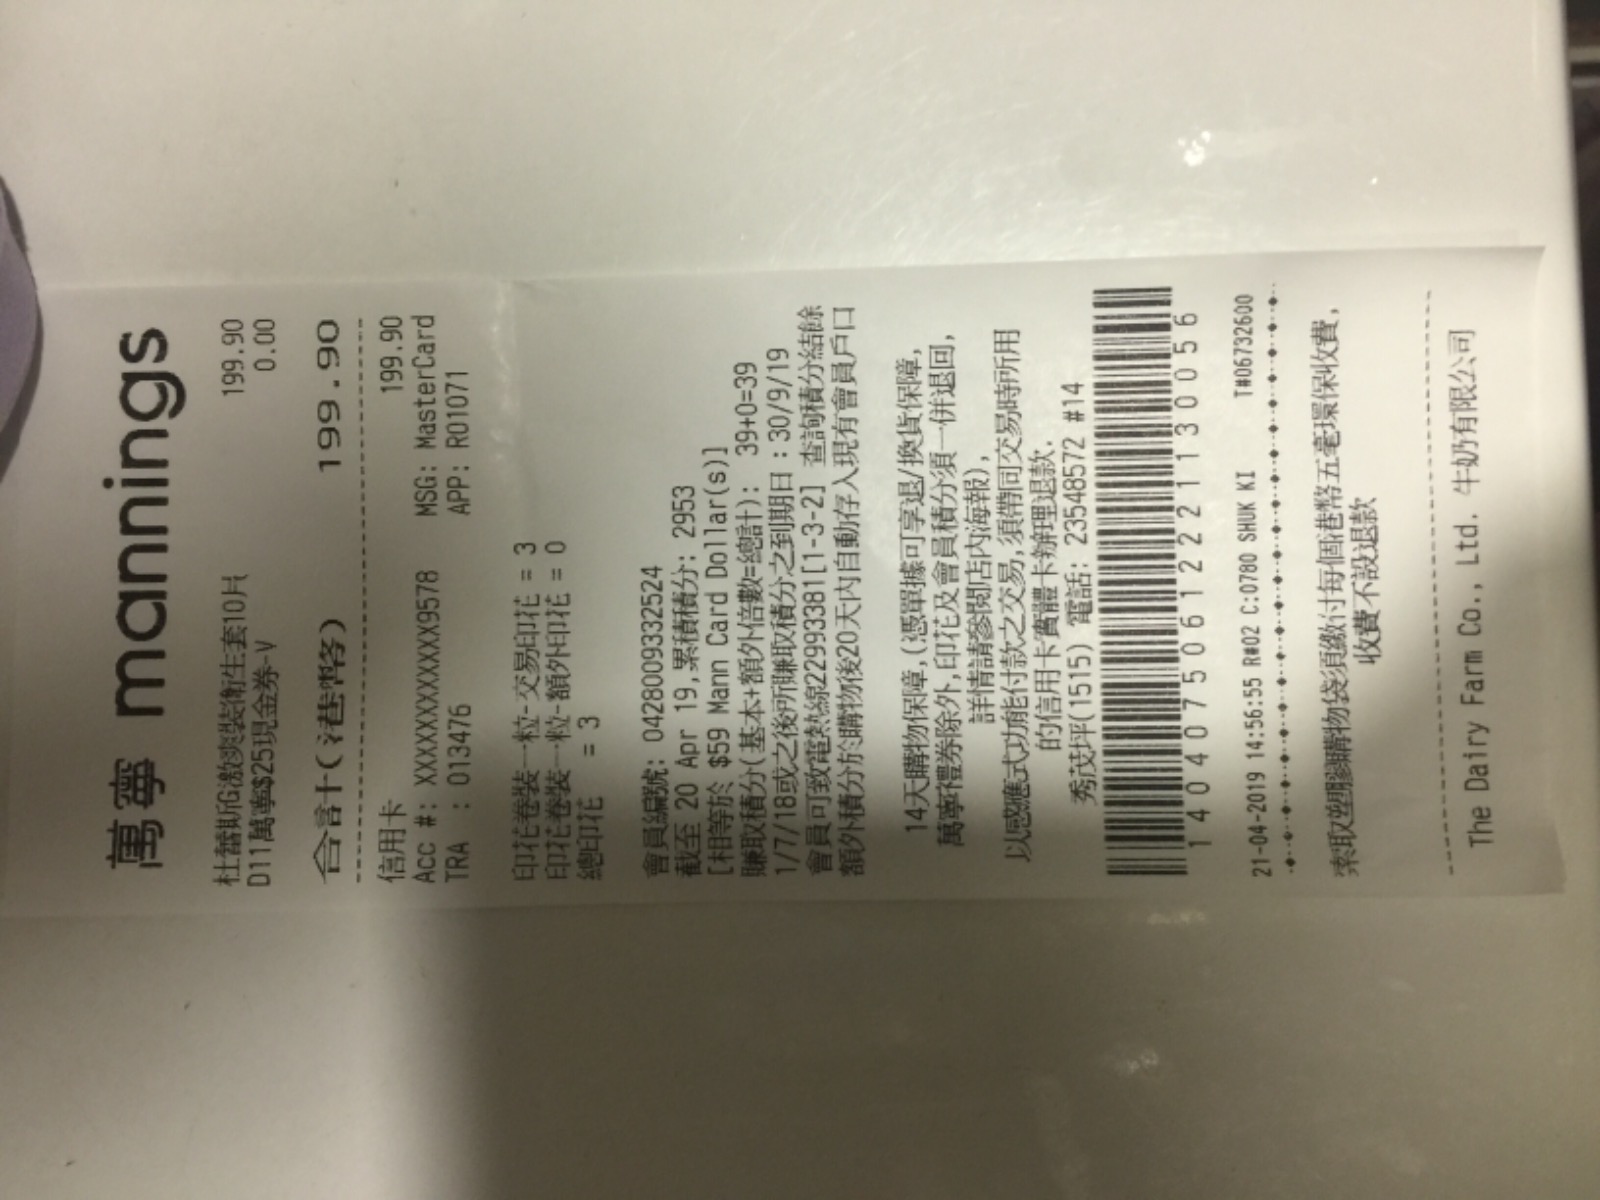 萬寧 mannings
杜蕾斯G激爽裝衛生套10片 199.90
D11萬寧$25現金券-V 0.00
合計(港幣) 199.90
信用卡 199.90
ACC #: XXXXXXXXXXXX9578 MSG: MasterCard
TRA : 013476 APP: R01071
印花卷裝一粒-交易印花 = 3
印花卷裝一粒-額外印花 = 0
總印花 = 3
會員編號: 0428009332524
截至 20 Apr 19,累積積分: 2953
[相等於 $59 Mann Card Dollar(s)]
賺取積分(基本+額外倍數=總計): 39+0=39
1/7/18或之後所賺取積分之到期日 : 30/9/19
會員可致電熱線22993381[1-3-2] 查詢積分結餘
額外積分於購物後20天內自動存入現有會員戶口
14天購物保障,(憑單據可享退/換貨保障,
萬寧禮券除外,印花及會員積分須一併退回,
詳情請參閱店內海報),
以感應式功能付款之交易,須帶同交易時所用
的信用卡實體卡辦理退款.
秀茂坪(1515) 電話: 23548572 #14
14040750612221130056
21-04-2019 14:56:55 R#02 C:0780 SHUK KI T#06732600
索取塑膠購物袋須繳付每個港幣五毫環保收費,
收費不設退款
The Dairy Farm Co., Ltd. 牛奶有限公司